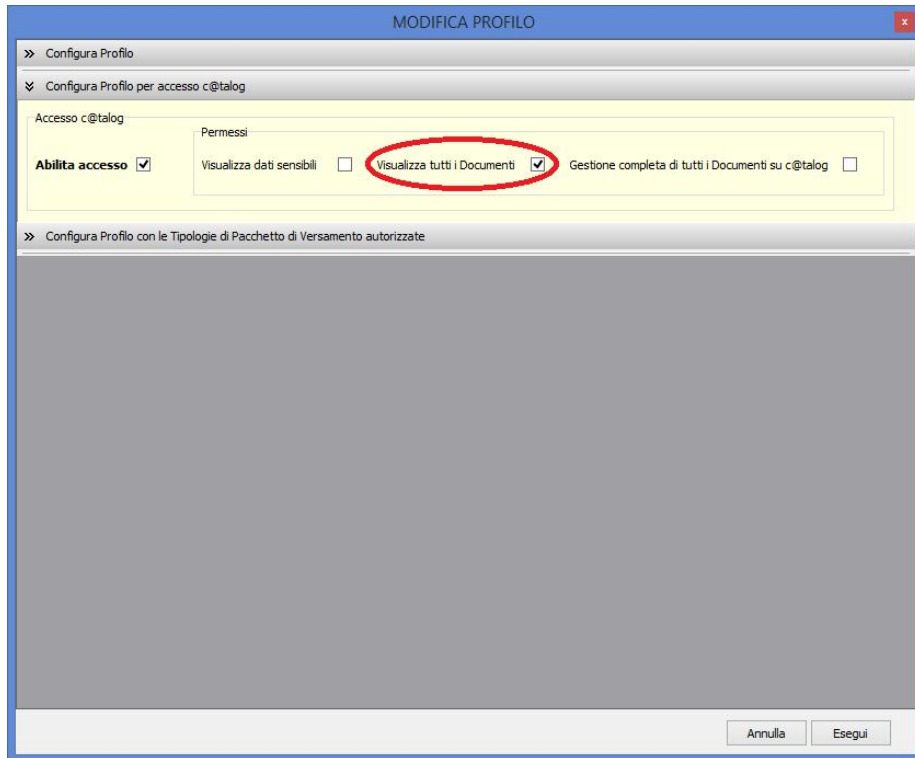 MODIFICA PROFILO
x
Configura Profilo
Configura Profilo per accesso c@talog
Accesso c@talog
Permessi
Abilita accesso Visualizza dati sensibili Visualizza tutti i Documenti Gestione completa di tutti i Documenti su c@talog
Configura Profilo con le Tipologie di Pacchetto di Versamento autorizzate
Annulla Esegui